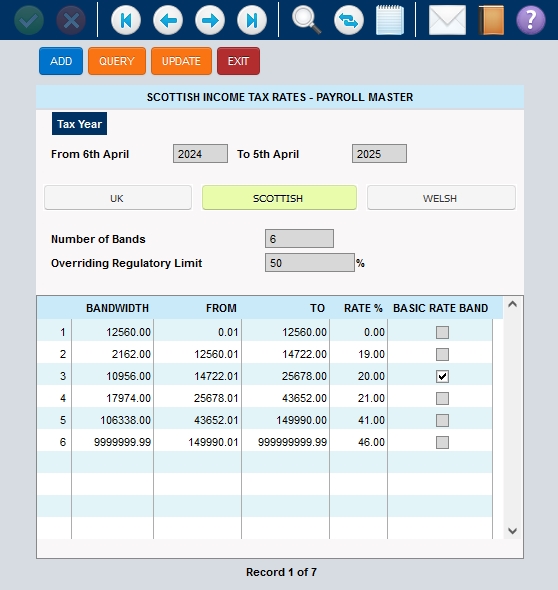 ADD QUERY UPDATE EXIT
SCOTTISH INCOME TAX RATES - PAYROLL MASTER
Tax Year
From 6th April 2024 To 5th April 2025
UK SCOTTISH WELSH
Number of Bands 6
Overriding Regulatory Limit 50 %
BANDWIDTH FROM TO RATE % BASIC RATE BAND
1 12560.00 0.01 12560.00 0.00
2 2162.00 12560.01 14722.00 19.00
3 10956.00 14722.01 25678.00 20.00
4 17974.00 25678.01 43652.00 21.00
5 106338.00 43652.01 149990.00 41.00
6 9999999.99 149990.01 999999999.99 46.00
Record 1 of 7